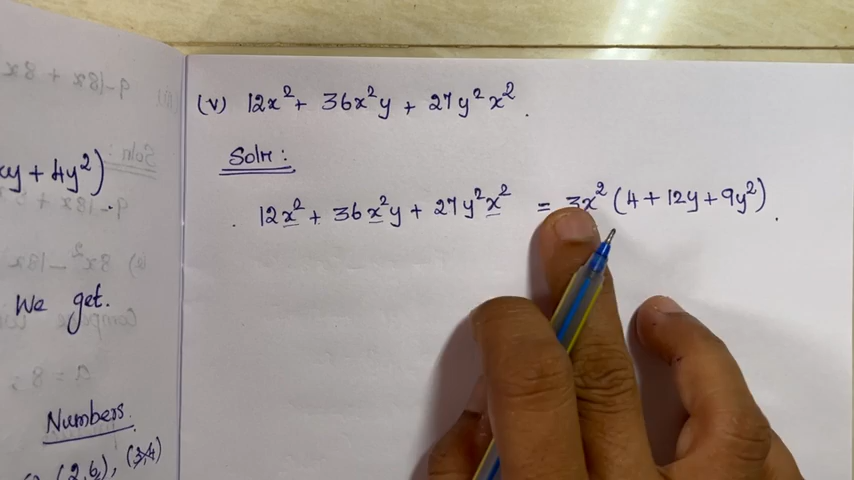 (v) 12x² + 36x²y + 27y²x².
Soln:
12x² + 36x²y + 27y²x² = 3x² (4 + 12y + 9y²).
xy + 4y²).
We get.
Numbers.
(2,6), (3,4)